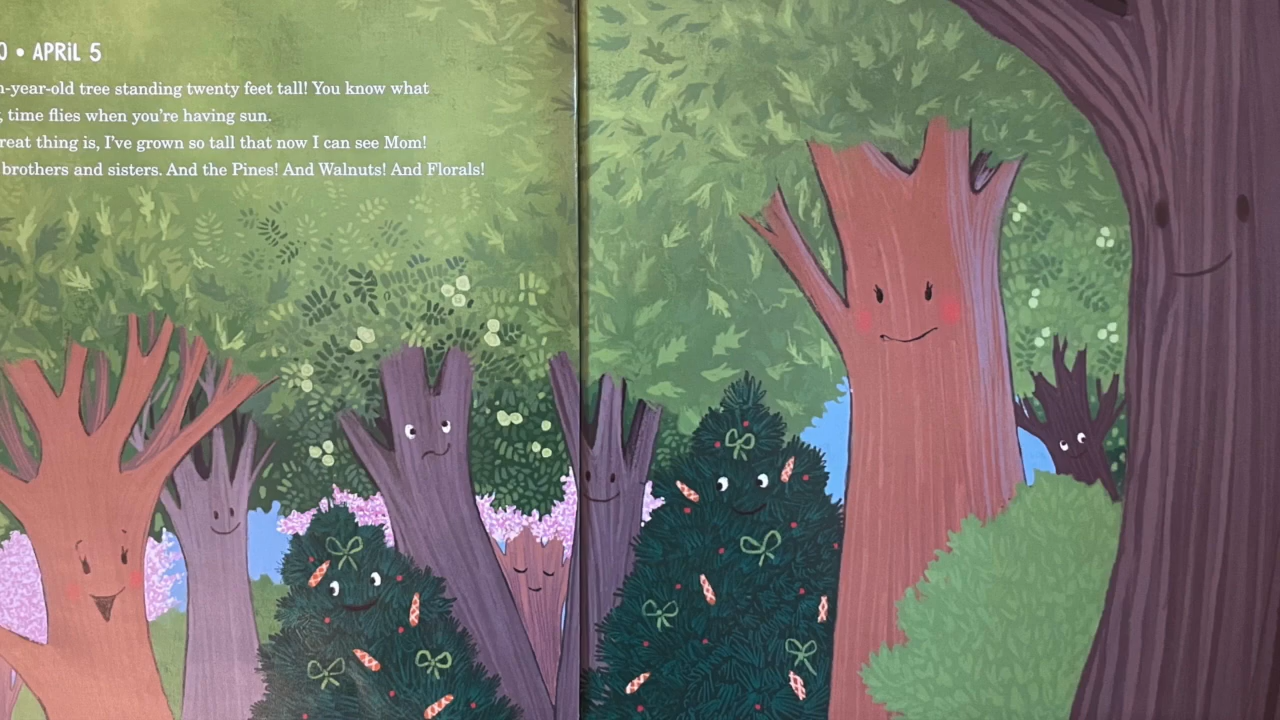 • APRiL 5
-year-old tree standing twenty feet tall! You know what
, time flies when you're having sun.
thing is, I've grown so tall that now I can see Mom!
brothers and sisters. And the Pines! And Walnuts! And Florals!